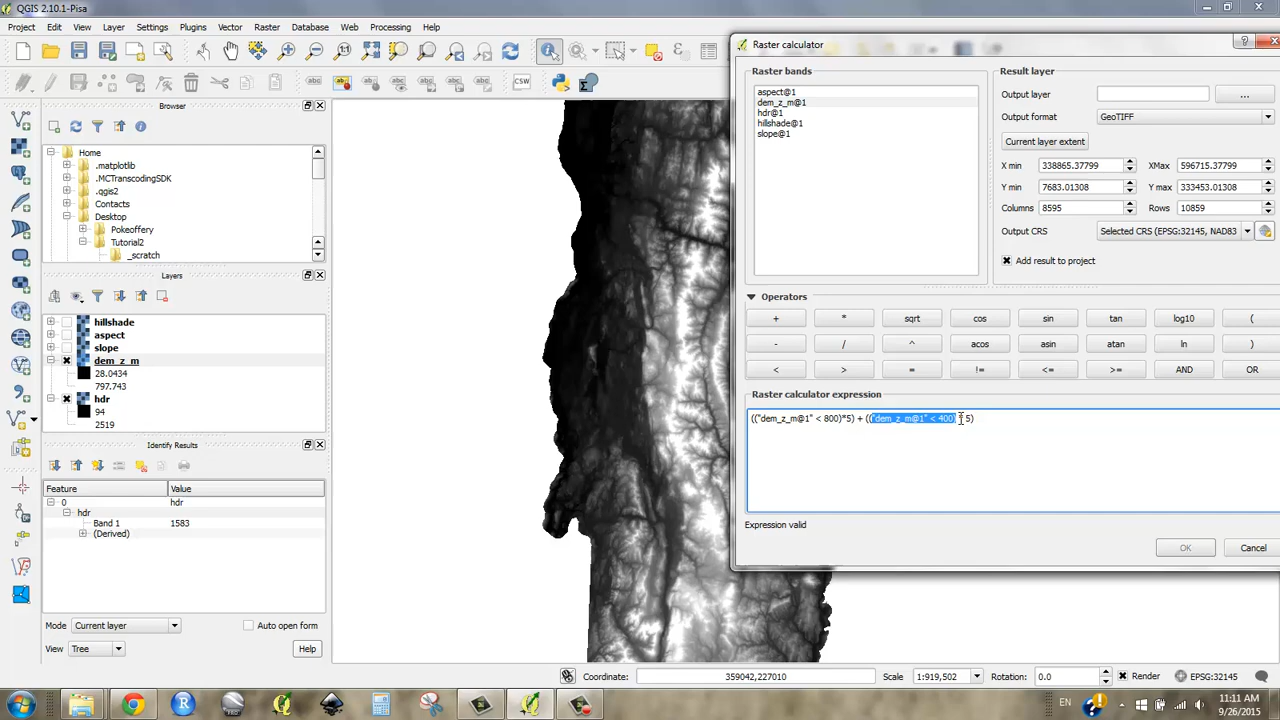 QGIS 2.10.1-Pisa
Project Edit View Layer Settings Plugins Vector Raster Database Web Processing Help
CSW
Browser
Home
.matplotlib
.MCTranscodingSDK
.qgis2
Contacts
Desktop
Pokeoffery
Tutorial2
_scratch
Layers
hillshade
aspect
slope
dem_z_m
28.0434
797.743
hdr
94
2519
Identify Results
Feature Value
0 hdr
hdr
Band 1 1583
(Derived)
Mode Current layer Auto open form
View Tree Help
Raster calculator
Raster bands
aspect@1
dem_z_m@1
hdr@1
hillshade@1
slope@1
Result layer
Output layer ...
Output format GeoTIFF
Current layer extent
X min 338865.37799 XMax 596715.37799
Y min 7683.01308 Y max 333453.01308
Columns 8595 Rows 10859
Output CRS Selected CRS (EPSG:32145, NAD83
Add result to project
Operators
+ * sqrt cos sin tan log10 (
- / ^ acos asin atan ln )
< > = != <= >= AND OR
Raster calculator expression
(("dem_z_m@1" < 800)*5) + (("dem_z_m@1" < 400) 5)
Expression valid
OK Cancel
Coordinate: 359042,227010 Scale 1:919,502 Rotation: 0.0 Render EPSG:32145
EN 11:11 AM
9/26/2015